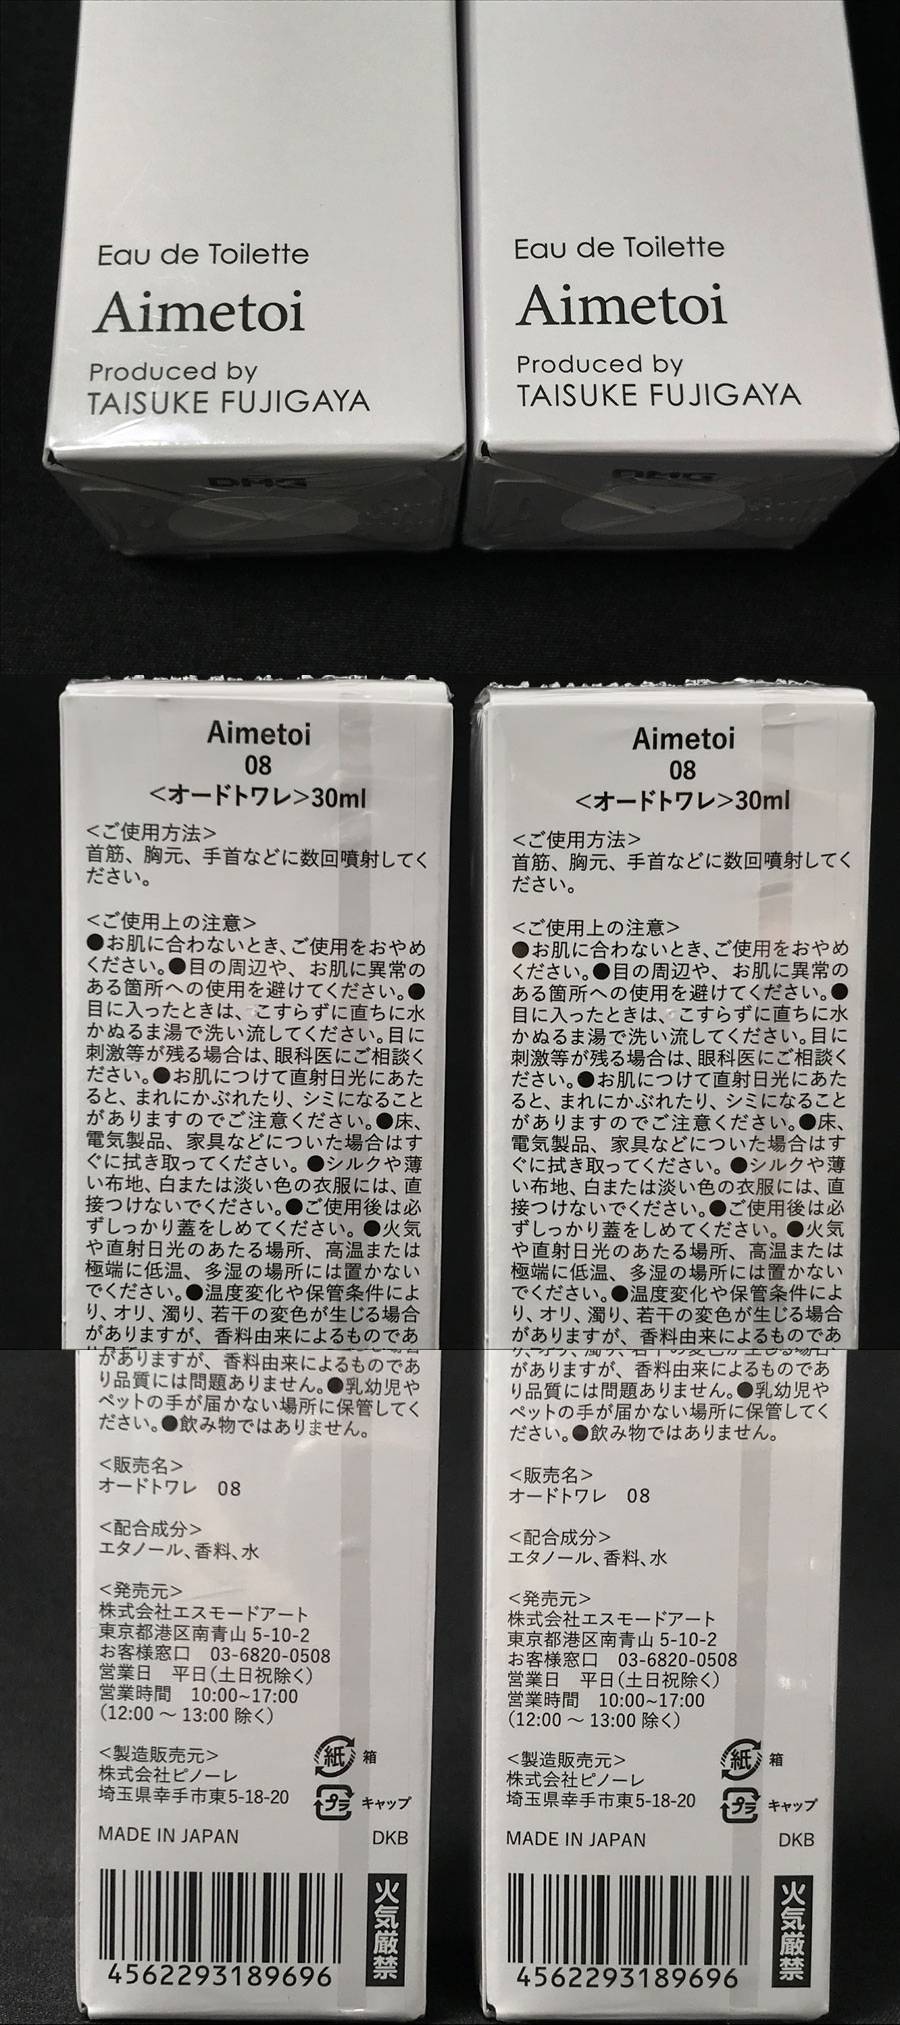 Eau de Toilette
Aimetoi
Produced by
TAISUKE FUJIGAYA
DMG
Eau de Toilette
Aimetoi
Produced by
TAISUKE FUJIGAYA
DMG
Aimetoi
08
<オードトワレ>30ml
<ご使用方法>
首筋、胸元、手首などに数回噴射してく
ださい。
<ご使用上の注意>
●お肌に合わないとき、ご使用をおやめ
ください。●目の周辺や、お肌に異常の
ある箇所への使用を避けてください。●
目に入ったときは、こすらずに直ちに水
かぬるま湯で洗い流してください。目に
刺激等が残る場合は、眼科医にご相談く
ださい。●お肌につけて直射日光にあた
ると、まれにかぶれたり、シミになること
がありますのでご注意ください。●床、
電気製品、家具などについた場合はす
ぐに拭き取ってください。●シルクや薄
い布地、白または淡い色の衣服には、直
接つけないでください。●ご使用後は必
ずしっかり蓋をしめてください。●火気
や直射日光のあたる場所、高温または
極端に低温、多湿の場所には置かない
でください。●温度変化や保管条件によ
り、オリ、濁り、若干の変色が生じる場合
がありますが、香料由来によるものであ
Aimetoi
08
<オードトワレ>30ml
<ご使用方法>
首筋、胸元、手首などに数回噴射してく
ださい。
<ご使用上の注意>
●お肌に合わないとき、ご使用をおやめ
ください。●目の周辺や、お肌に異常の
ある箇所への使用を避けてください。●
目に入ったときは、こすらずに直ちに水
かぬるま湯で洗い流してください。目に
刺激等が残る場合は、眼科医にご相談く
ださい。●お肌につけて直射日光にあた
ると、まれにかぶれたり、シミになること
がありますのでご注意ください。●床、
電気製品、家具などについた場合はす
ぐに拭き取ってください。●シルクや薄
い布地、白または淡い色の衣服には、直
接つけないでください。●ご使用後は必
ずしっかり蓋をしめてください。●火気
や直射日光のあたる場所、高温または
極端に低温、多湿の場所には置かない
でください。●温度変化や保管条件によ
り、オリ、濁り、若干の変色が生じる場合
がありますが、香料由来によるものであ
がありますが、香料由来によるものであ
り品質には問題ありません。●乳幼児や
ペットの手が届かない場所に保管してく
ださい。●飲み物ではありません。
<販売名>
オードトワレ 08
<配合成分>
エタノール、香料、水
<発売元>
株式会社エスモードアート
東京都港区南青山 5-10-2
お客様窓口 03-6820-0508
営業日 平日(土日祝除く)
営業時間 10:00~17:00
(12:00 ～ 13:00 除く)
<製造販売元>
株式会社ピノーレ
埼玉県幸手市東5-18-20
紙 箱
プラ キャップ
MADE IN JAPAN DKB
4562293189696
火気厳禁
り、オリ、濁り、若干の変色が生じる場合
がありますが、香料由来によるものであ
り品質には問題ありません。●乳幼児や
ペットの手が届かない場所に保管してく
ださい。●飲み物ではありません。
<販売名>
オードトワレ 08
<配合成分>
エタノール、香料、水
<発売元>
株式会社エスモードアート
東京都港区南青山 5-10-2
お客様窓口 03-6820-0508
営業日 平日(土日祝除く)
営業時間 10:00~17:00
(12:00 ～ 13:00 除く)
<製造販売元>
株式会社ピノーレ
埼玉県幸手市東5-18-20
紙 箱
プラ キャップ
MADE IN JAPAN DKB
4562293189696
火気厳禁